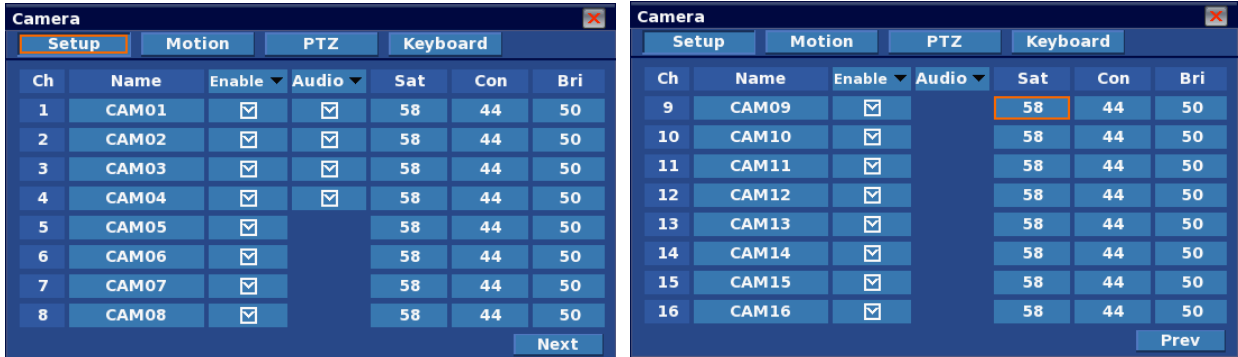 Camera
Setup Motion PTZ Keyboard
Ch Name Enable Audio Sat Con Bri
1 CAM01 58 44 50
2 CAM02 58 44 50
3 CAM03 58 44 50
4 CAM04 58 44 50
5 CAM05 58 44 50
6 CAM06 58 44 50
7 CAM07 58 44 50
8 CAM08 58 44 50
Next
Camera
Setup Motion PTZ Keyboard
Ch Name Enable Audio Sat Con Bri
9 CAM09 58 44 50
10 CAM10 58 44 50
11 CAM11 58 44 50
12 CAM12 58 44 50
13 CAM13 58 44 50
14 CAM14 58 44 50
15 CAM15 58 44 50
16 CAM16 58 44 50
Prev